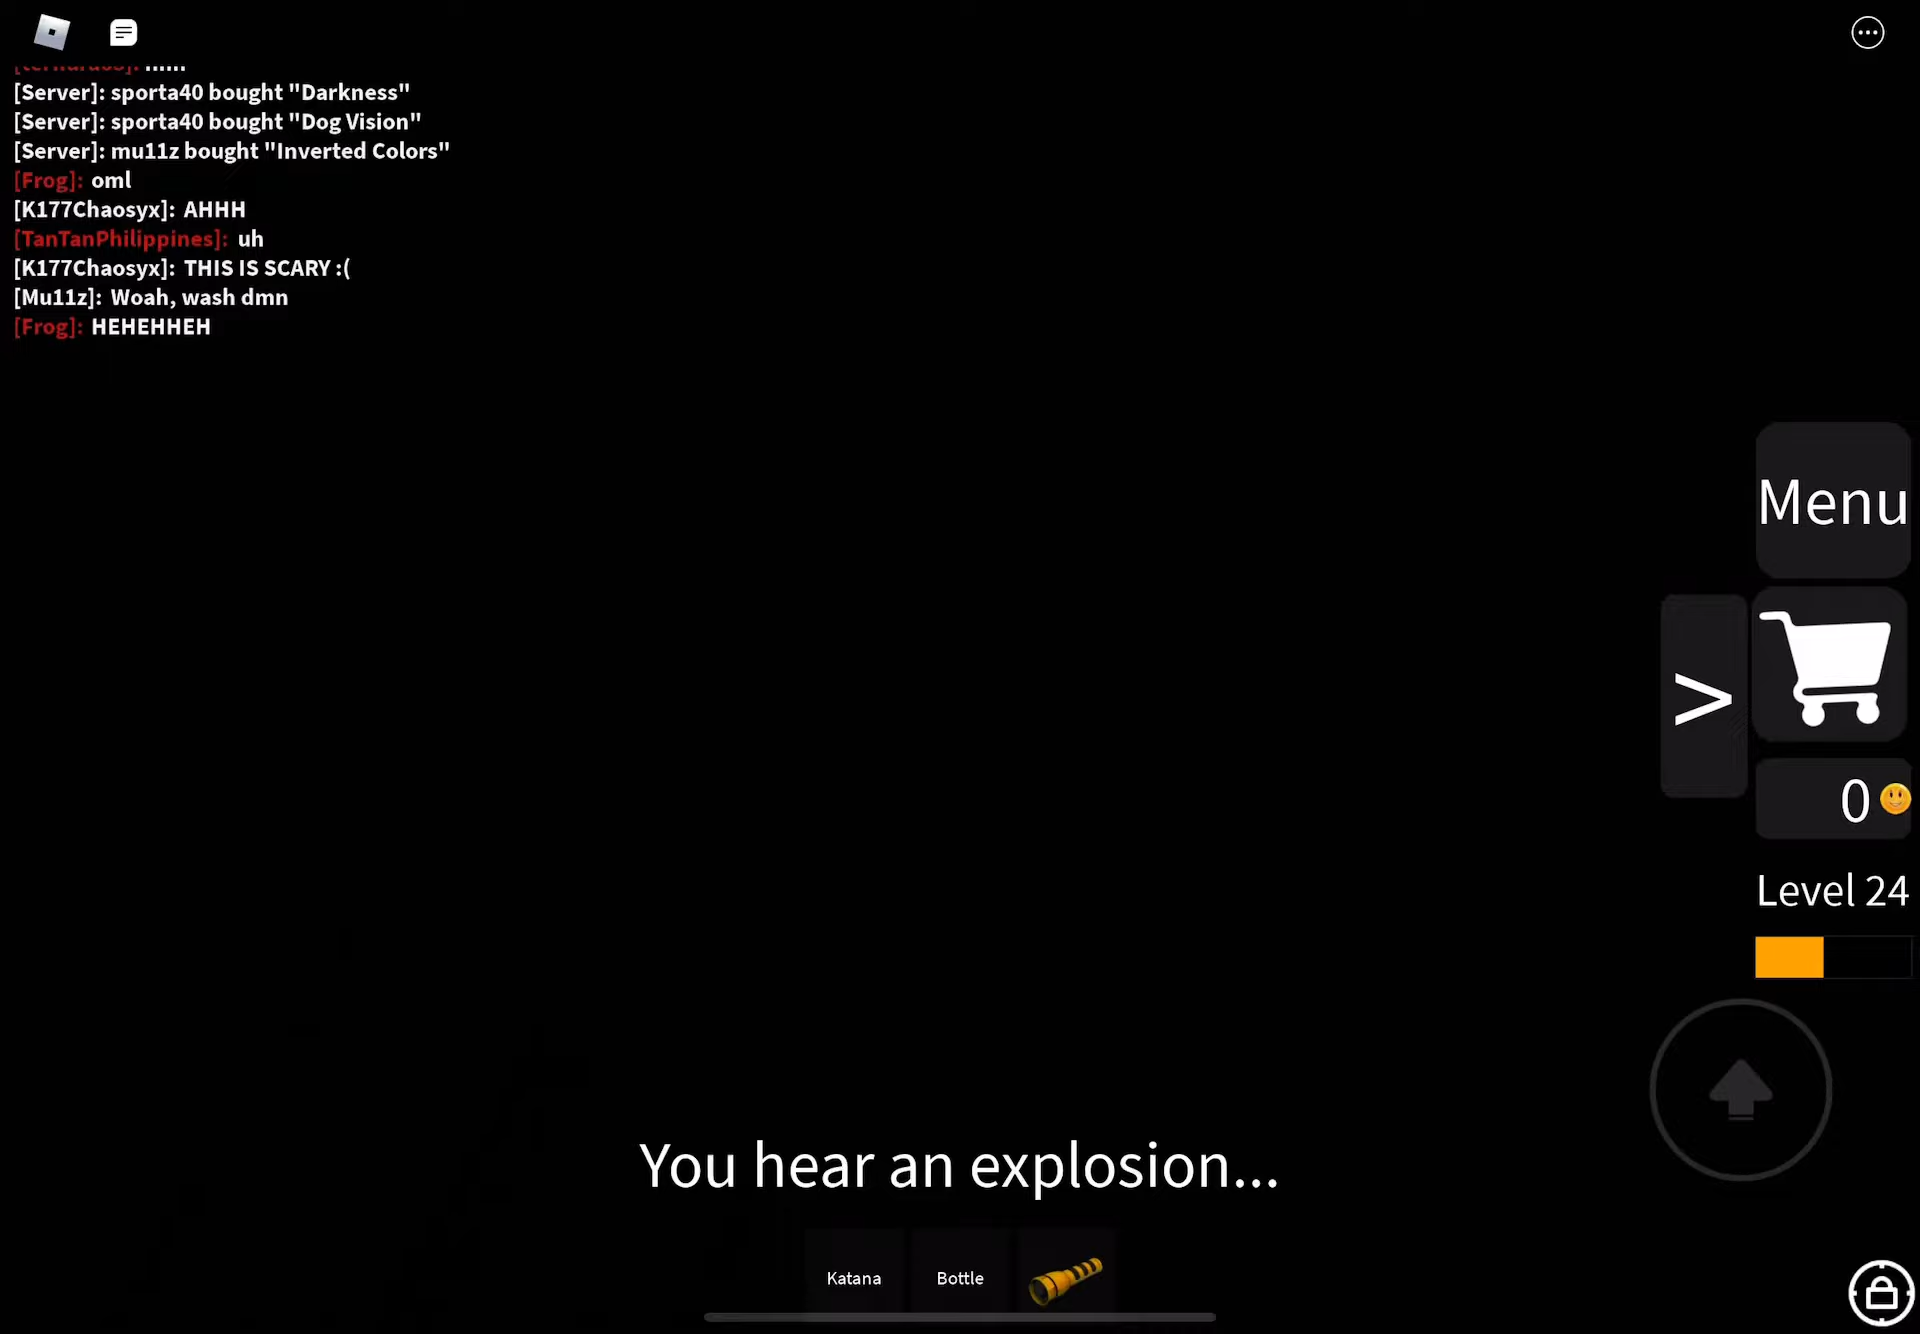 [Server]: sporta40 bought "Darkness"
[Server]: sporta40 bought "Dog Vision"
[Server]: mu11z bought "Inverted Colors"
[Frog]: oml
[K177Chaosyx]: AHHH
[TanTanPhilippines]: uh
[K177Chaosyx]: THIS IS SCARY :(
[Mu11z]: Woah, wash dmn
[Frog]: HEHEHHEH
Menu
>
0
Level 24
You hear an explosion...
Katana
Bottle